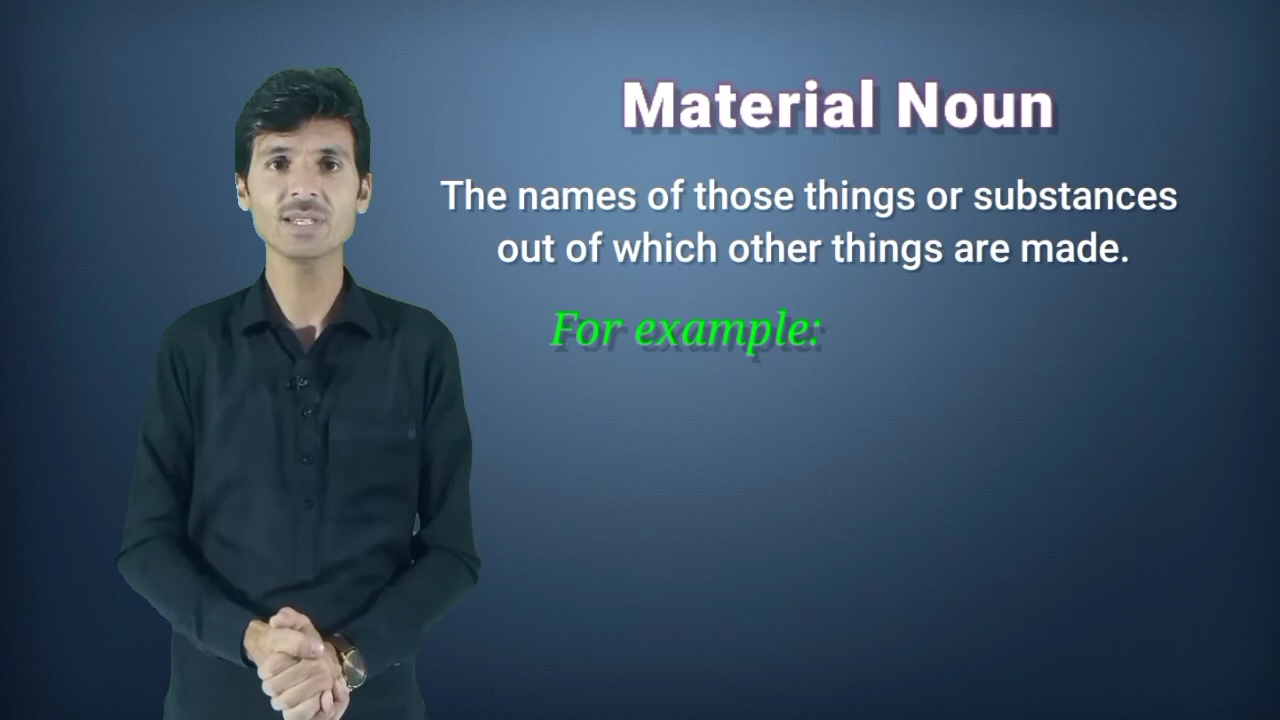 Material Noun
The names of those things or substances
out of which other things are made.
For example: